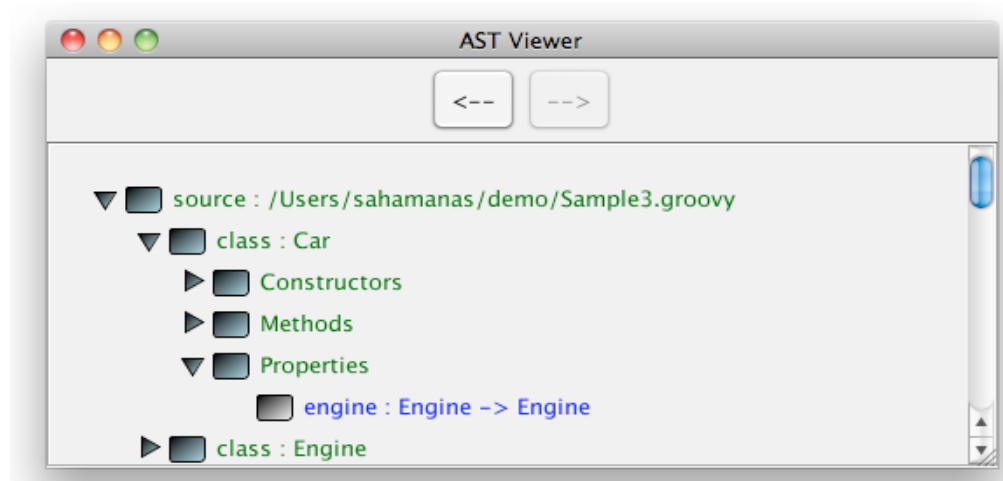 AST Viewer
<-- -->
source : /Users/sahamanas/demo/Sample3.groovy
class : Car
Constructors
Methods
Properties
engine : Engine -> Engine
class : Engine